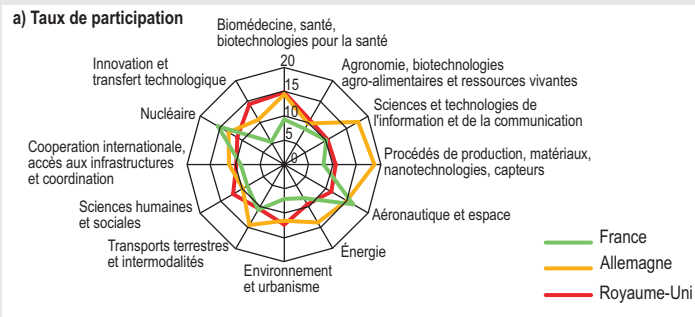 a) Taux de participation
Biomédecine, santé,
biotechnologies pour la santé
Innovation et
transfert technologique
Agronomie, biotechnologies
agro-alimentaires et ressources vivantes
Nucléaire
Sciences et technologies de
l'information et de la communication
Cooperation internationale,
accès aux infrastructures
et coordination
Procédés de production, matériaux,
nanotechnologies, capteurs
Sciences humaines
et sociales
Aéronautique et espace
Transports terrestres
et intermodalités
Énergie
Environnement
et urbanisme
20
15
10
5
0
France
Allemagne
Royaume-Uni